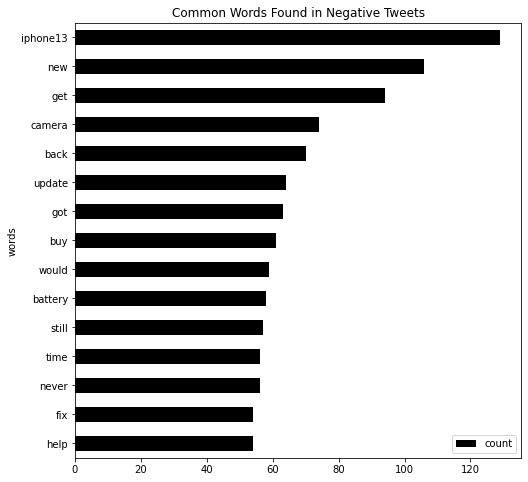 Common Words Found in Negative Tweets
iphone13
new
get
camera
back
update
got
buy
would
battery
still
time
never
fix
help
words
count
0 20 40 60 80 100 120